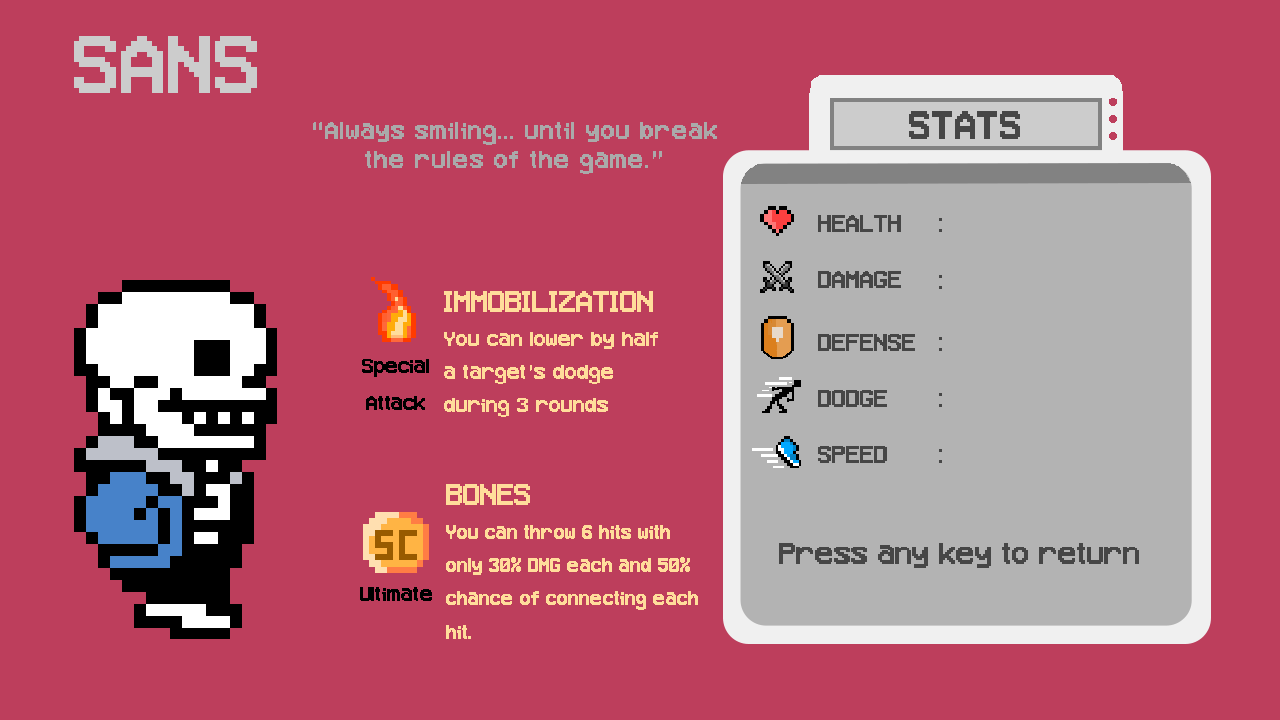 SANS
"Always smiling... until you break
the rules of the game."
IMMOBILIZATION
You can lower by half
a target's dodge
during 3 rounds
Special
Attack
BONES
You can throw 6 hits with
only 30% DMG each and 50%
chance of connecting each
hit.
SC
Ultimate
STATS
HEALTH :
DAMAGE :
DEFENSE :
DODGE :
SPEED :
Press any key to return